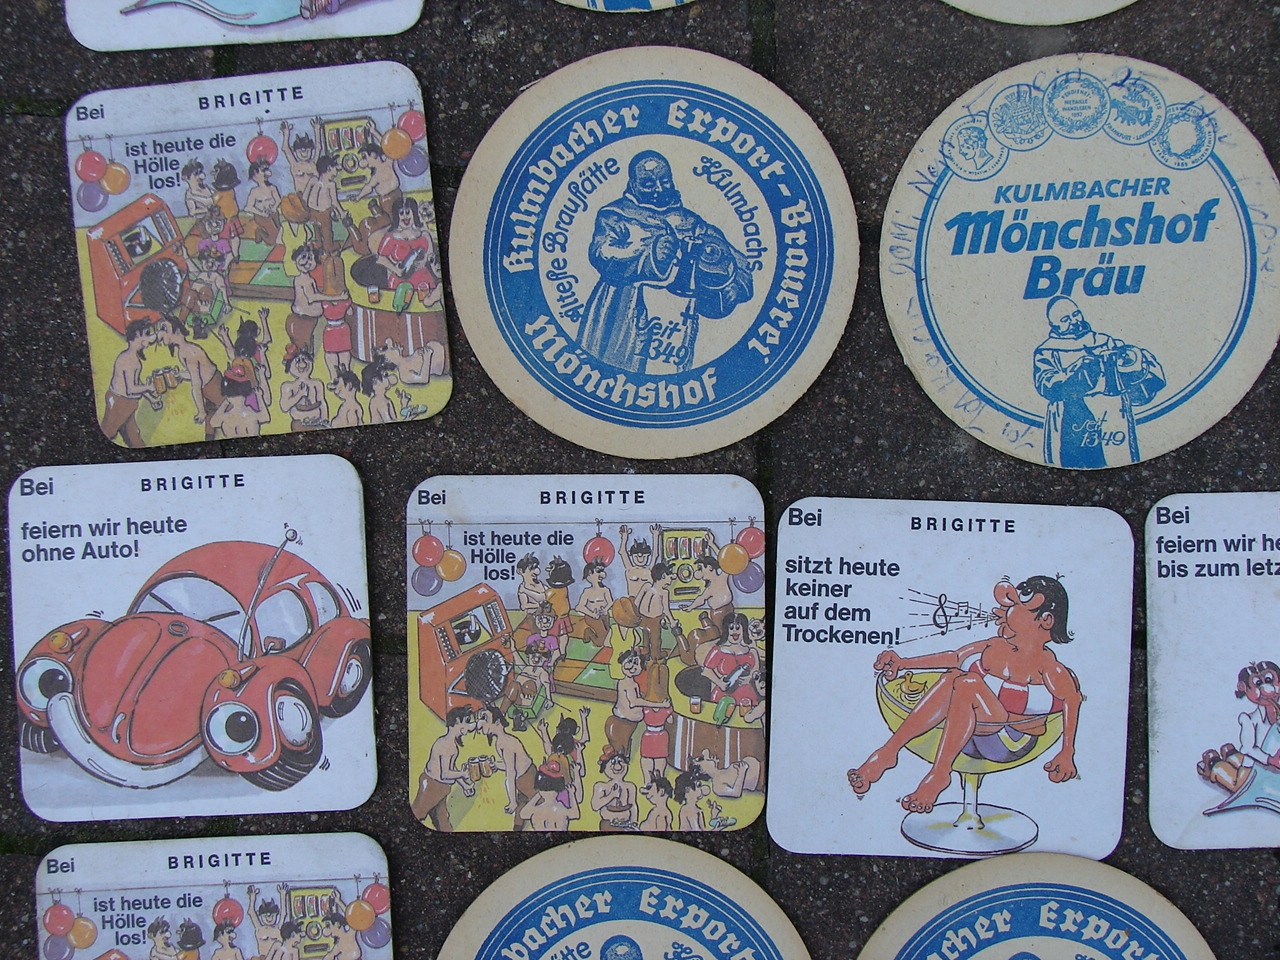 Bei BRIGITTE
ist heute die
Hölle
los!
Kulmbacher Export-Brauerei
Mönchshof
Älteste Braustätte Kulmbachs
seit
1349
KULMBACHER
Mönchshof
Bräu
seit
1349
Bei BRIGITTE
feiern wir heute
ohne Auto!
Bei BRIGITTE
ist heute die
Hölle
los!
Bei BRIGITTE
sitzt heute
keiner
auf dem
Trockenen!
Bei
feiern wir he
bis zum letz
Bei BRIGITTE
ist heute die
Hölle
los!
bacher Export
cher Expor